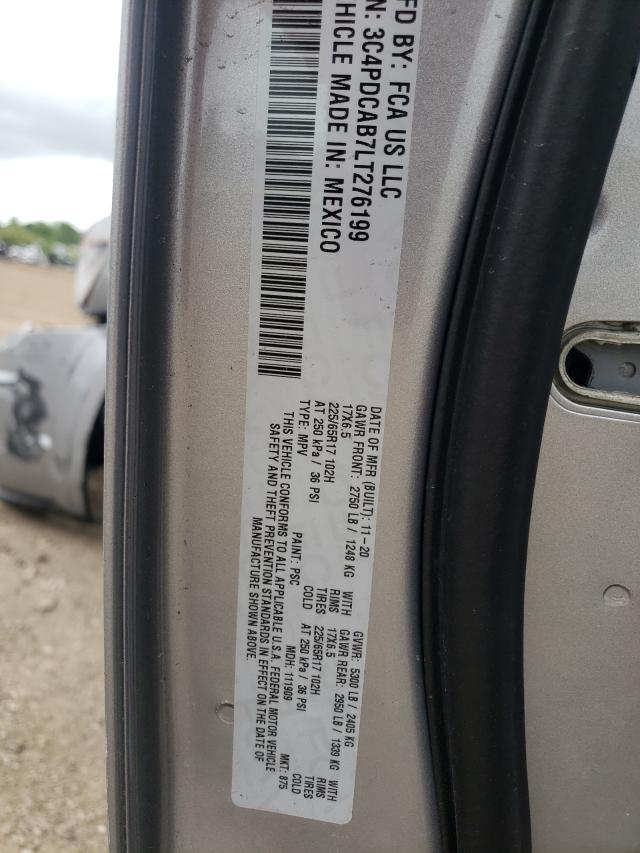 FD BY: FCA US LLC
N: 3C4PDCAB7LT276199
EHICLE MADE IN: MEXICO
DATE OF MFR (BUILT): 11-20 GVWR: 5300 LB / 2405 KG
GAWR FRONT: 2750 LB / 1248 KG WITH GAWR REAR: 2950 LB / 1339 KG WITH
17X6.5 RIMS 17X6.5 RIMS
225/65R17 102H TIRES 225/65R17 102H TIRES
AT 250 kPa / 36 PSI COLD AT 250 kPa / 36 PSI COLD
TYPE: MPV PAINT: PSC MDH: 111909 MKT: 875
THIS VEHICLE CONFORMS TO ALL APPLICABLE U.S.A. FEDERAL MOTOR VEHICLE
SAFETY AND THEFT PREVENTION STANDARDS IN EFFECT ON THE DATE OF
MANUFACTURE SHOWN ABOVE.